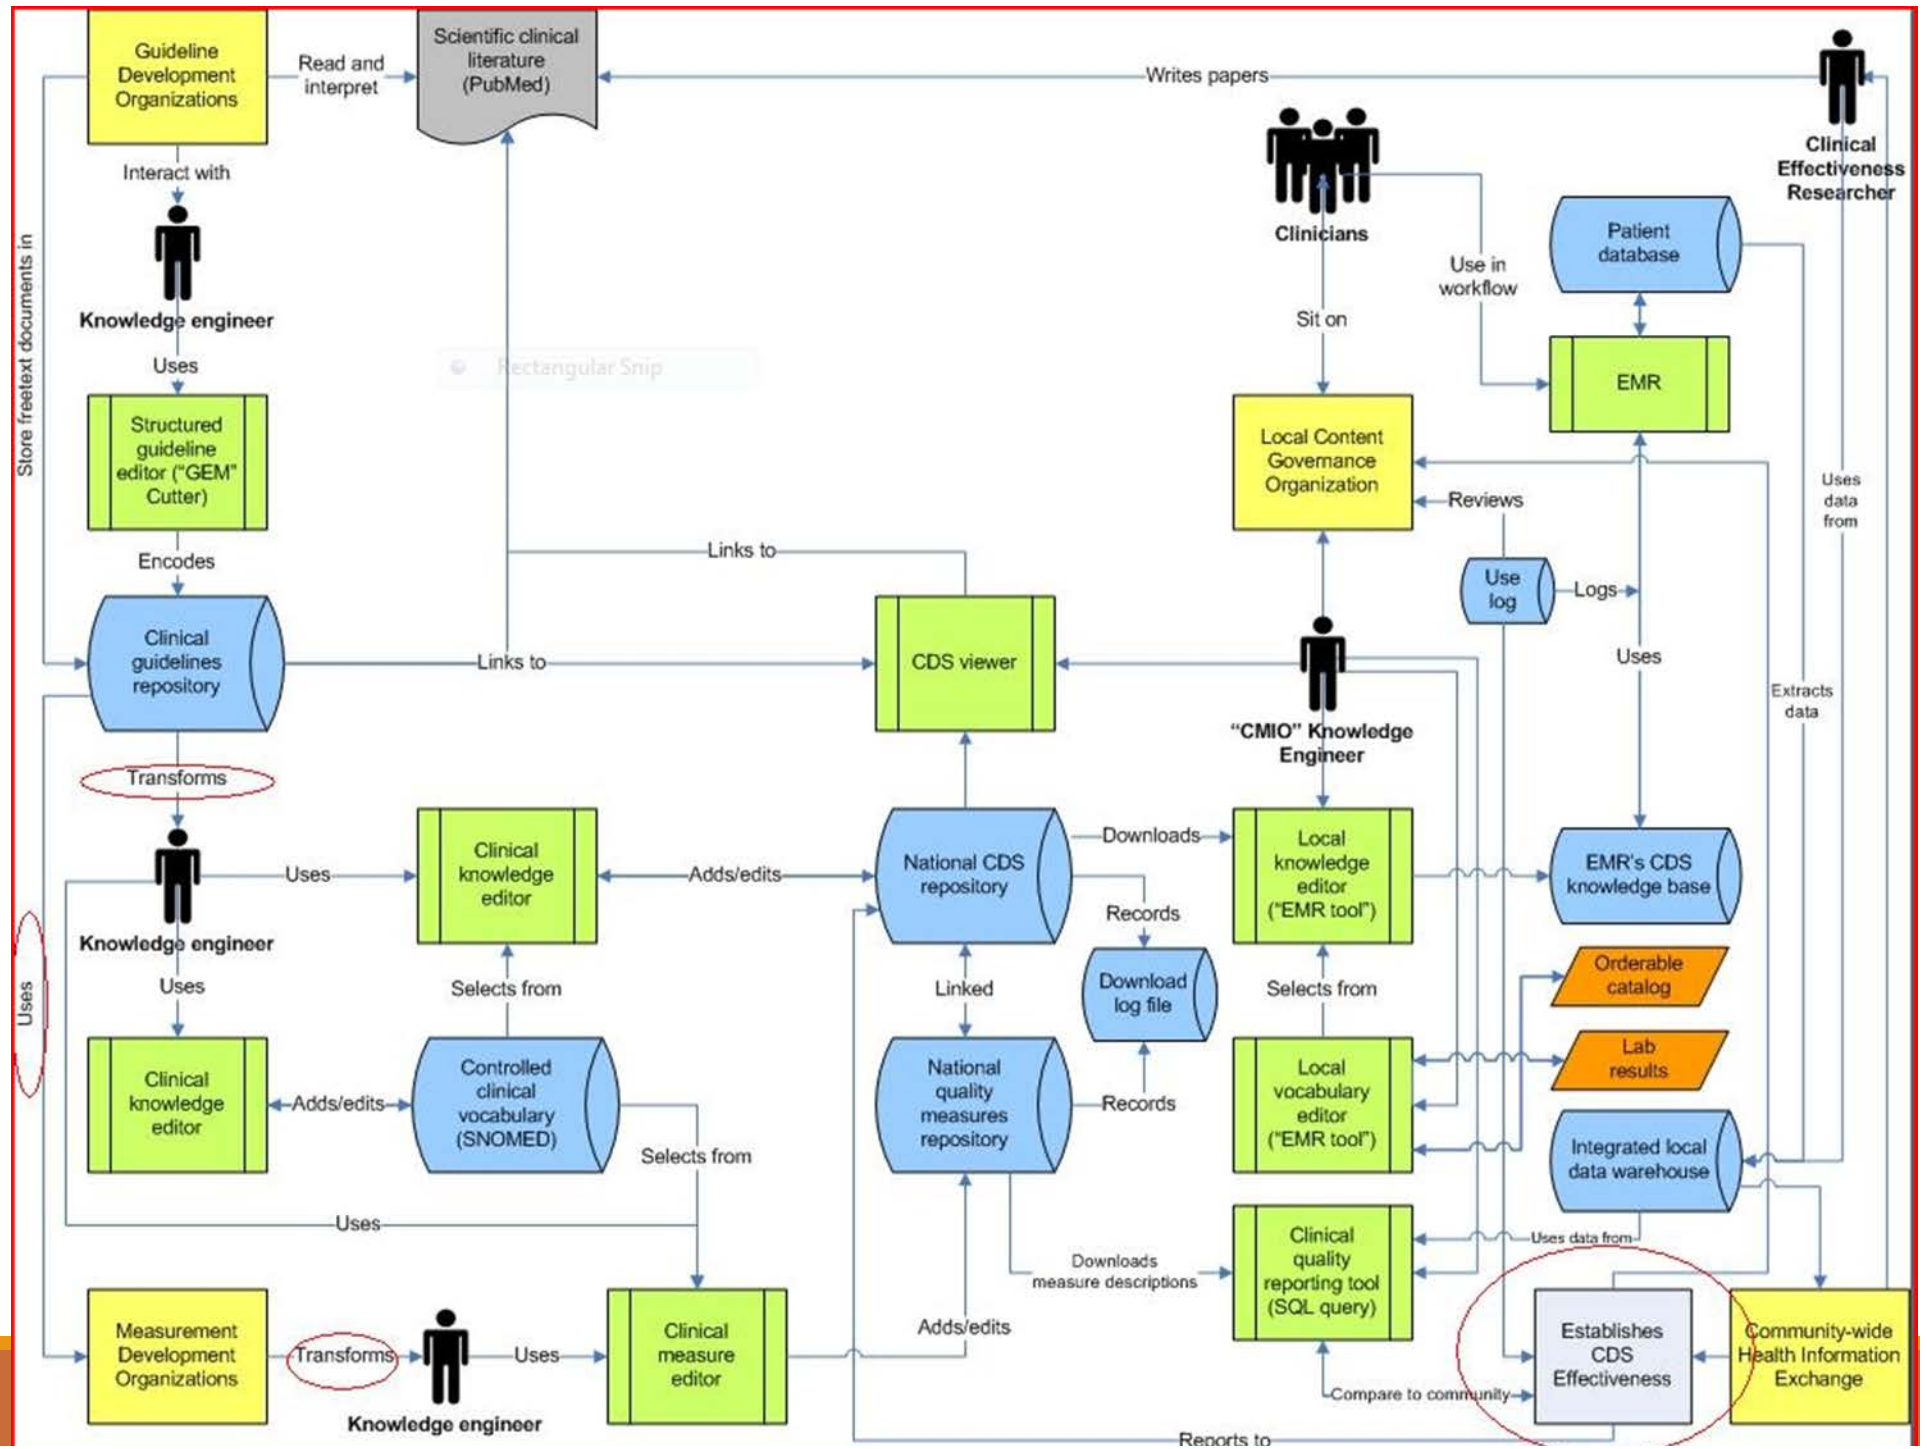 Guideline
Development
Organizations
Read and
interpret
Scientific clinical
literature
(PubMed)
Writes papers
Clinical
Effectiveness
Researcher
Interact with
Clinicians
Patient
database
Store freetext documents in
Knowledge engineer
Use in
workflow
Sit on
Uses
Rectangular Snip
EMR
Structured
guideline
editor ("GEM"
Cutter)
Local Content
Governance
Organization
Uses
data
from
Reviews
Encodes
Links to
Use
log
Logs
Clinical
guidelines
repository
Links to
CDS viewer
Uses
Extracts
data
"CMIO" Knowledge
Engineer
Transforms
Knowledge engineer
Uses
Clinical
knowledge
editor
Adds/edits
National CDS
repository
Downloads
Local
knowledge
editor
("EMR tool")
EMR's CDS
knowledge base
Records
Uses
Uses
Selects from
Linked
Download
log file
Selects from
Orderable
catalog
Lab
results
Clinical
knowledge
editor
Adds/edits
Controlled
clinical
vocabulary
(SNOMED)
Selects from
National
quality
measures
repository
Records
Local
vocabulary
editor
("EMR tool")
Integrated local
data warehouse
Uses
Downloads
measure descriptions
Clinical
quality
reporting tool
(SQL query)
Uses data from
Measurement
Development
Organizations
Transforms
Knowledge engineer
Uses
Clinical
measure
editor
Adds/edits
Compare to community
Establishes
CDS
Effectiveness
Community-wide
Health Information
Exchange
Reports to